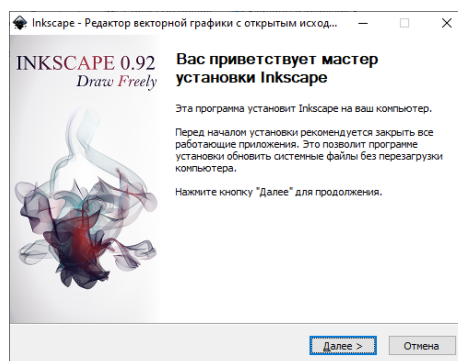 Inkscape - Редактор векторной графики с открытым исход...
INKSCAPE 0.92
Draw Freely
Вас приветствует мастер
установки Inkscape
Эта программа установит Inkscape на ваш компьютер.
Перед началом установки рекомендуется закрыть все
работающие приложения. Это позволит программе
установки обновить системные файлы без перезагрузки
компьютера.
Нажмите кнопку "Далее" для продолжения.
Далее >
Отмена